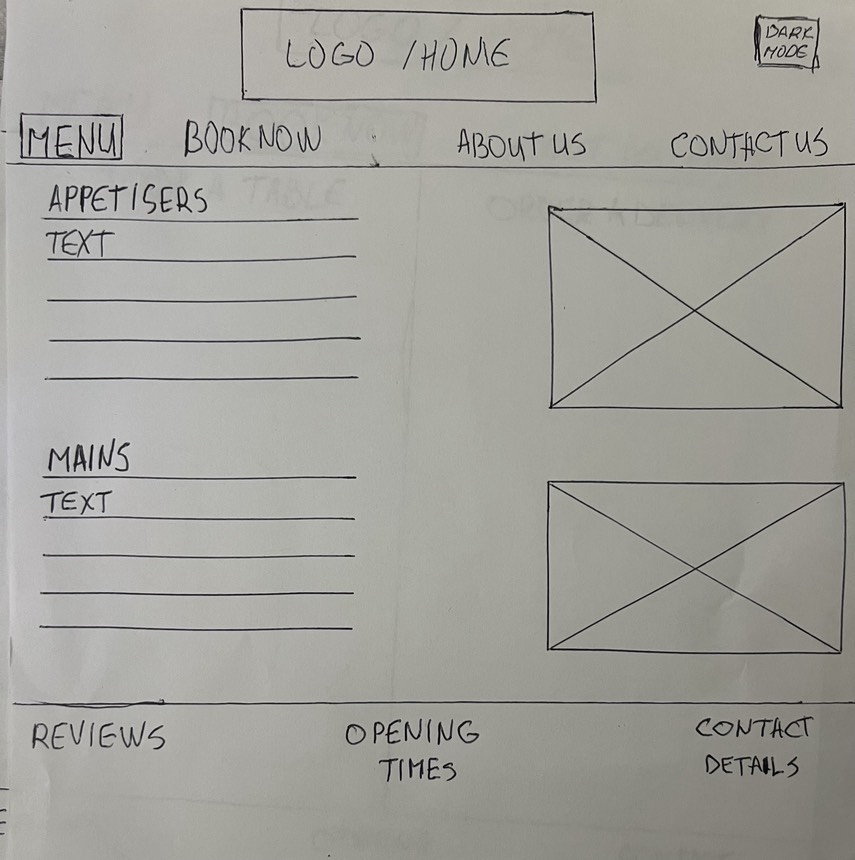 LOGO / HOME
DARK
MODE
MENU BOOK NOW ABOUT US CONTACT US
APPETISERS
TEXT
MAINS
TEXT
REVIEWS
OPENING
TIMES
CONTACT
DETAILS